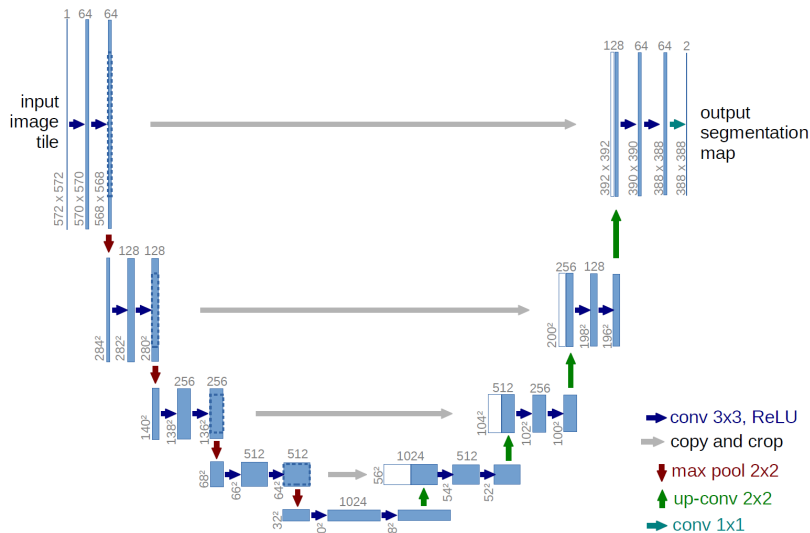 1 64 64
128 64 64 2
input
image
tile
output
segmentation
map
572 x 572
570 x 570
568 x 568
392 x 392
390 x 390
388 x 388
388 x 388
128 128
256 128
284²
282²
280²
200²
198²
196²
256 256
512 256
140²
138²
136²
104²
102²
100²
512 512
1024 512
68²
66²
64²
56²
54²
52²
1024
32²
0²
8²
conv 3x3, ReLU
copy and crop
max pool 2x2
up-conv 2x2
conv 1x1